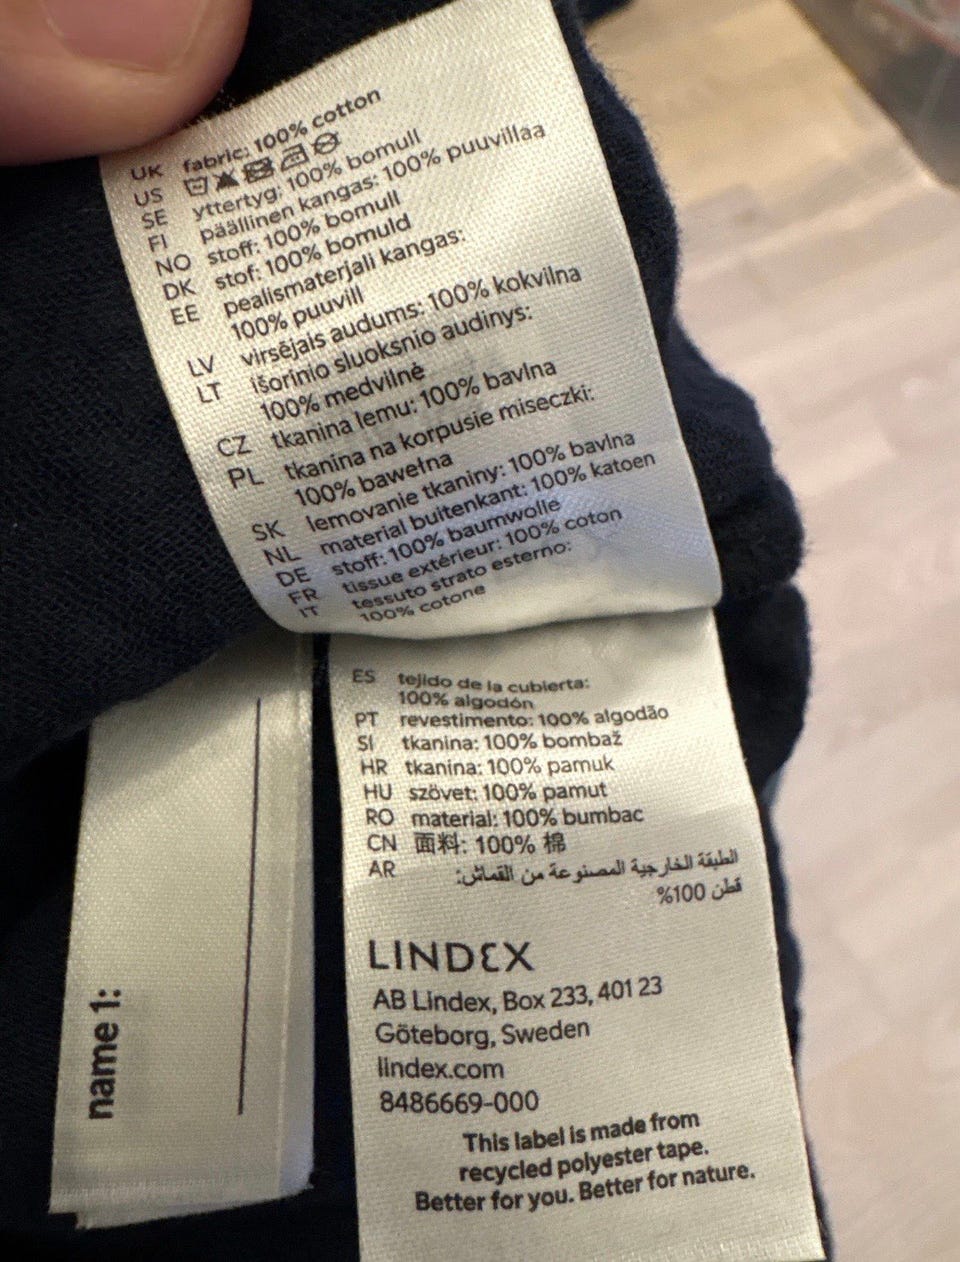 UK fabric: 100% cotton
US
SE yttertyg: 100% bomull
FI päällinen kangas: 100% puuvillaa
NO stoff: 100% bomull
DK stof: 100% bomuld
EE pealismaterjali kangas:
100% puuvill
LV virsējais audums: 100% kokvilna
LT išorinio sluoksnio audinys:
100% medvilnė
CZ tkanina lemu: 100% bavlna
PL tkanina na korpusie miseczki:
100% bawełna
SK lemovanie tkaniny: 100% bavlna
NL material buitenkant: 100% katoen
DE stoff: 100% baumwolle
FR tissue extérieur: 100% coton
IT tessuto strato esterno:
100% cotone
ES tejido de la cubierta:
100% algodón
PT revestimento: 100% algodão
SI tkanina: 100% bombaž
HR tkanina: 100% pamuk
HU szövet: 100% pamut
RO material: 100% bumbac
CN 面料: 100% 棉
AR الطبقة الخارجية المصنوعة من القماش:
قطن 100%
LINDEX
AB Lindex, Box 233, 401 23
Göteborg, Sweden
lindex.com
8486669-000
This label is made from
recycled polyester tape.
Better for you. Better for nature.
name 1: